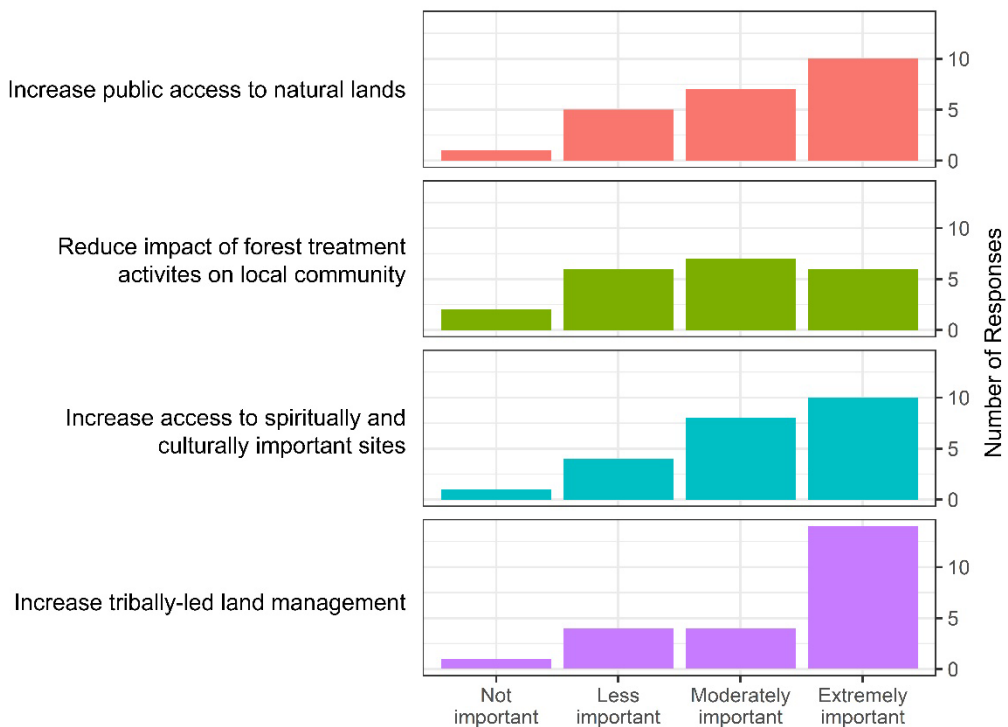 Increase public access to natural lands
10
5
0
Reduce impact of forest treatment
activites on local community
10
5
0
Increase access to spiritually and
culturally important sites
10
5
0
Increase tribally-led land management
10
5
0
Number of Responses
Not
important
Less
important
Moderately
important
Extremely
important